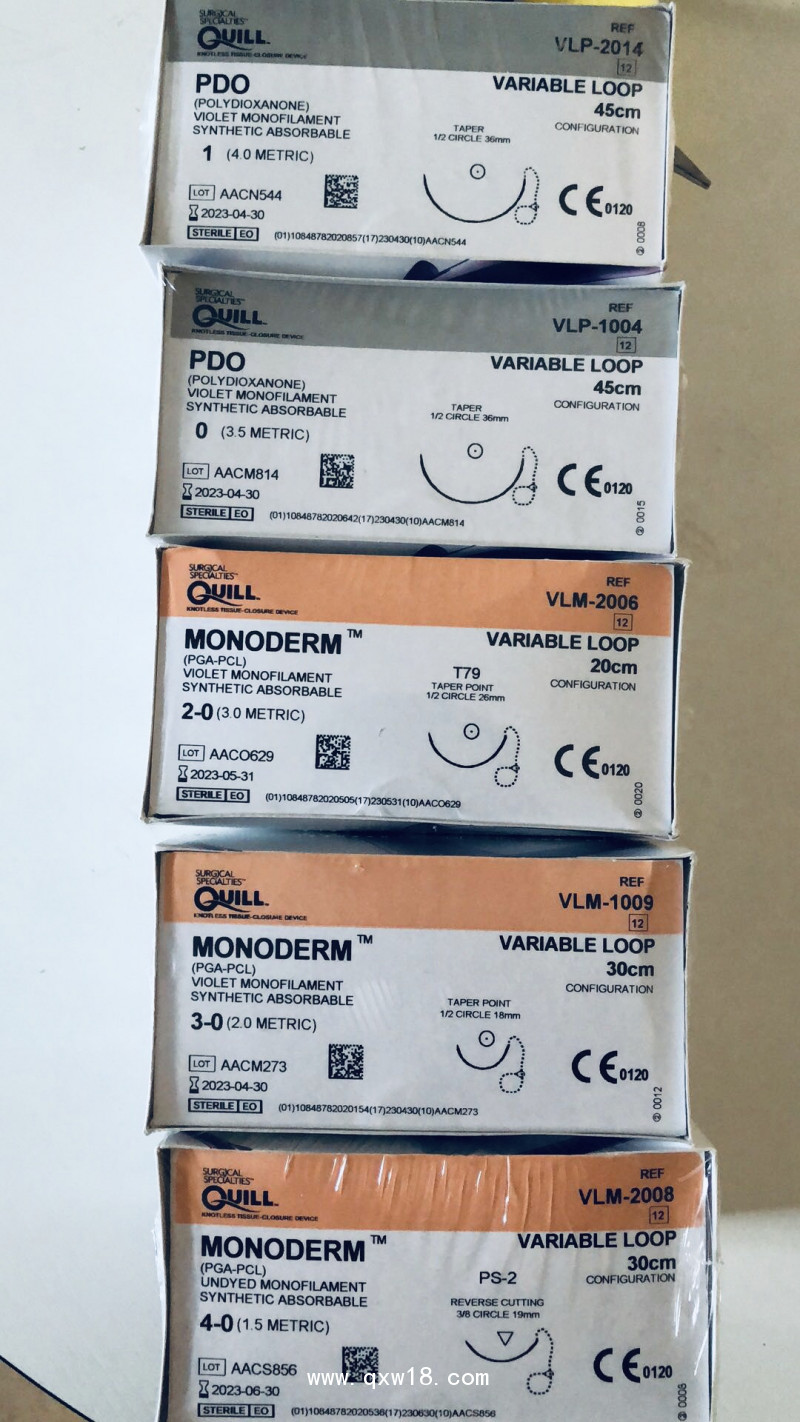 SURGICAL
SPECIALTIES™
QUILL™
KNOTLESS TISSUE-CLOSURE DEVICE
REF
VLP-2014
12
PDO
(POLYDIOXANONE)
VIOLET MONOFILAMENT
SYNTHETIC ABSORBABLE
1 (4.0 METRIC)
VARIABLE LOOP
45cm
CONFIGURATION
TAPER
1/2 CIRCLE 36mm
LOT AACN544
2023-04-30
STERILE EO
(01)10848782020857(17)230430(10)AACN544
CE 0120
0008
SURGICAL
SPECIALTIES™
QUILL™
KNOTLESS TISSUE-CLOSURE DEVICE
REF
VLP-1004
12
PDO
(POLYDIOXANONE)
VIOLET MONOFILAMENT
SYNTHETIC ABSORBABLE
0 (3.5 METRIC)
VARIABLE LOOP
45cm
CONFIGURATION
TAPER
1/2 CIRCLE 36mm
LOT AACM814
2023-04-30
STERILE EO
(01)10848782020642(17)230430(10)AACM814
CE 0120
0015
SURGICAL
SPECIALTIES™
QUILL™
KNOTLESS TISSUE-CLOSURE DEVICE
REF
VLM-2006
12
MONODERM™
(PGA-PCL)
VIOLET MONOFILAMENT
SYNTHETIC ABSORBABLE
2-0 (3.0 METRIC)
VARIABLE LOOP
20cm
CONFIGURATION
T79
TAPER POINT
1/2 CIRCLE 26mm
LOT AACO629
2023-05-31
STERILE EO
(01)10848782020505(17)230531(10)AACO629
CE 0120
0020
SURGICAL
SPECIALTIES™
QUILL™
KNOTLESS TISSUE-CLOSURE DEVICE
REF
VLM-1009
12
MONODERM™
(PGA-PCL)
VIOLET MONOFILAMENT
SYNTHETIC ABSORBABLE
3-0 (2.0 METRIC)
VARIABLE LOOP
30cm
CONFIGURATION
TAPER POINT
1/2 CIRCLE 18mm
LOT AACM273
2023-04-30
STERILE EO
(01)10848782020154(17)230430(10)AACM273
CE 0120
0012
SURGICAL
SPECIALTIES™
QUILL™
KNOTLESS TISSUE-CLOSURE DEVICE
REF
VLM-2008
12
MONODERM™
(PGA-PCL)
UNDYED MONOFILAMENT
SYNTHETIC ABSORBABLE
4-0 (1.5 METRIC)
VARIABLE LOOP
30cm
CONFIGURATION
PS-2
REVERSE CUTTING
3/8 CIRCLE 19mm
LOT AACS856
2023-06-30
STERILE EO
(01)10848782020536(17)230630(10)AACS856
CE 0120
www.qxw18.com